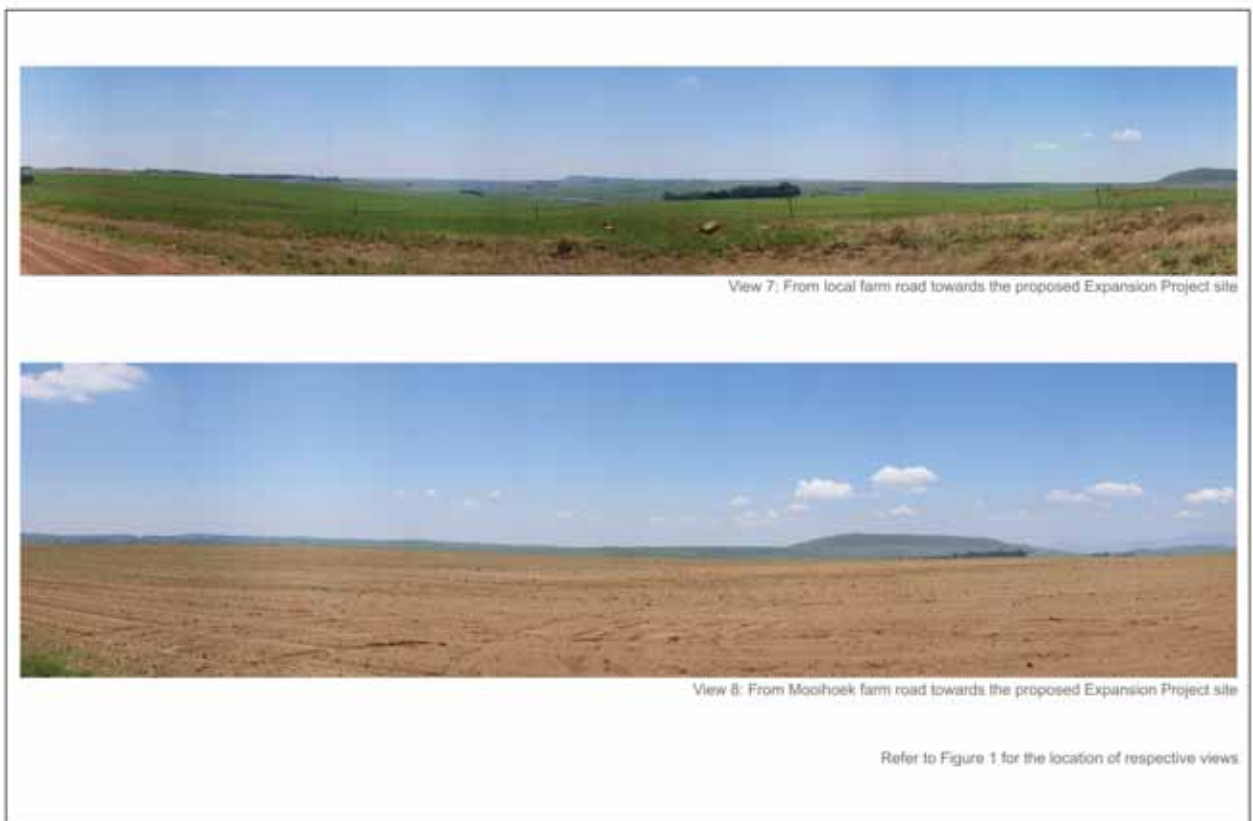 View 7: From local farm road towards the proposed Expansion Project site
View 8: From Mooihoek farm road towards the proposed Expansion Project site
Refer to Figure 1 for the location of respective views